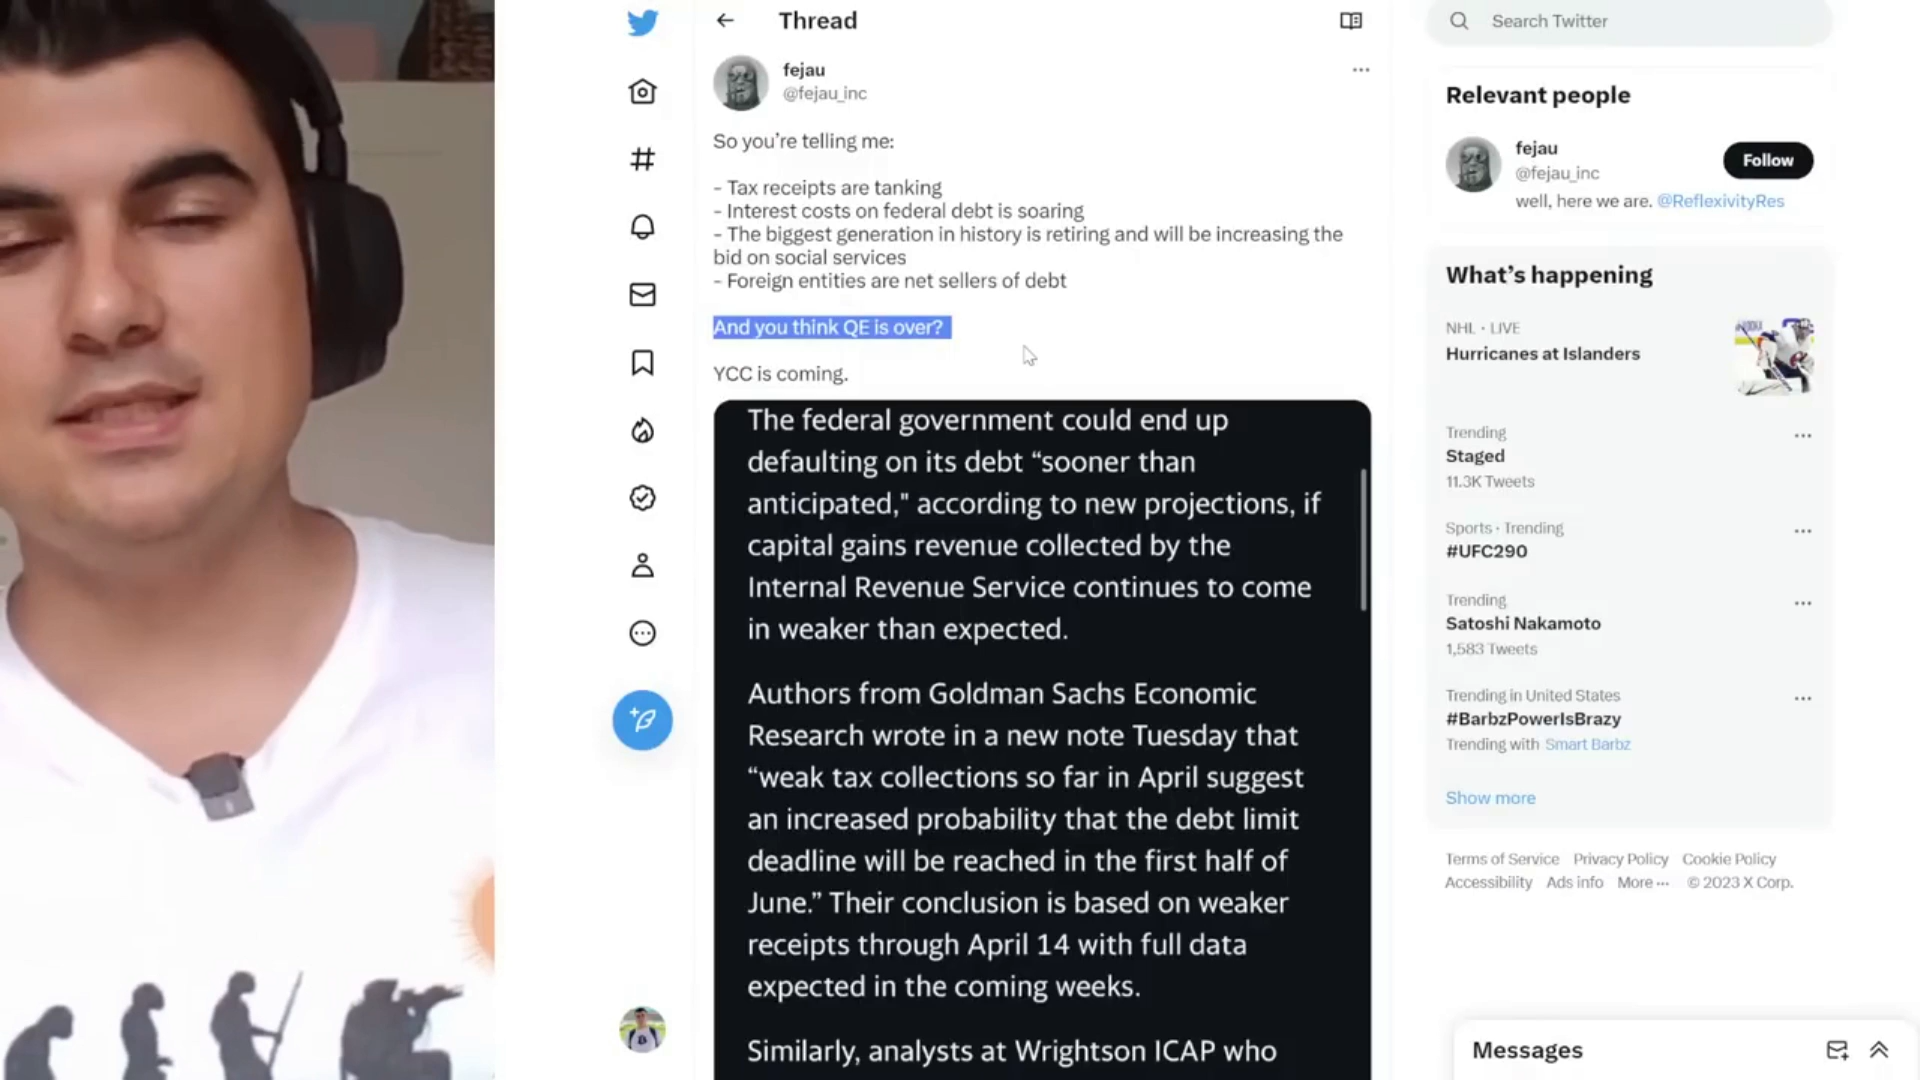 Thread
Search Twitter
fejau
@fejau_inc
So you’re telling me:
- Tax receipts are tanking
- Interest costs on federal debt is soaring
- The biggest generation in history is retiring and will be increasing the
bid on social services
- Foreign entities are net sellers of debt
And you think QE is over?
YCC is coming.
The federal government could end up
defaulting on its debt “sooner than
anticipated," according to new projections, if
capital gains revenue collected by the
Internal Revenue Service continues to come
in weaker than expected.
Authors from Goldman Sachs Economic
Research wrote in a new note Tuesday that
“weak tax collections so far in April suggest
an increased probability that the debt limit
deadline will be reached in the first half of
June.” Their conclusion is based on weaker
receipts through April 14 with full data
expected in the coming weeks.
Similarly, analysts at Wrightson ICAP who
Relevant people
fejau
@fejau_inc
Follow
well, here we are. @ReflexivityRes
What’s happening
NHL · LIVE
Hurricanes at Islanders
Trending
Staged
11.3K Tweets
Sports · Trending
#UFC290
Trending
Satoshi Nakamoto
1,583 Tweets
Trending in United States
#BarbzPowerIsBrazy
Trending with Smart Barbz
Show more
Terms of Service Privacy Policy Cookie Policy
Accessibility Ads info More ··· © 2023 X Corp.
Messages